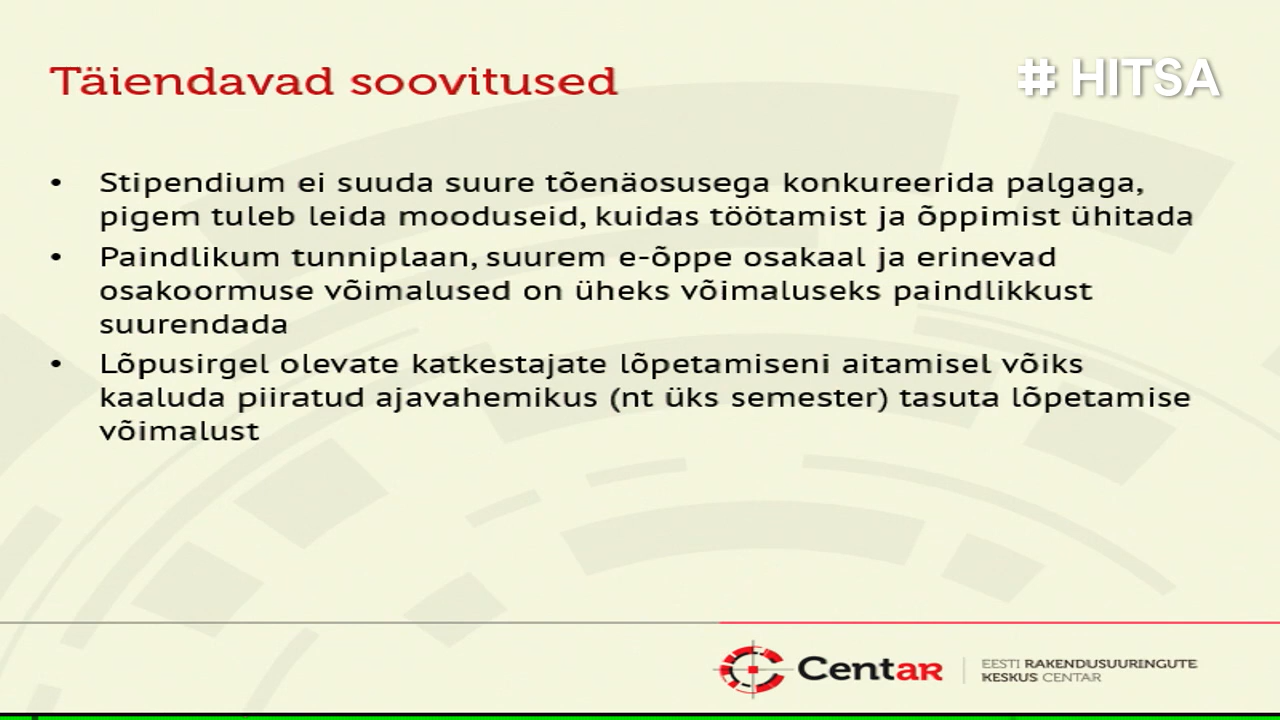 Täiendavad soovitused
# HITSA
• Stipendium ei suuda suure tõenäosusega konkureerida palgaga,
pigem tuleb leida mooduseid, kuidas töötamist ja õppimist ühitada
• Paindlikum tunniplaan, suurem e-õppe osakaal ja erinevad
osakoormuse võimalused on üheks võimaluseks paindlikkust
suurendada
• Lõpusirgel olevate katkestajate lõpetamiseni aitamisel võiks
kaaluda piiratud ajavahemikus (nt üks semester) tasuta lõpetamise
võimalust
CentAR
EESTI RAKENDUSUURINGUTE
KESKUS CENTAR